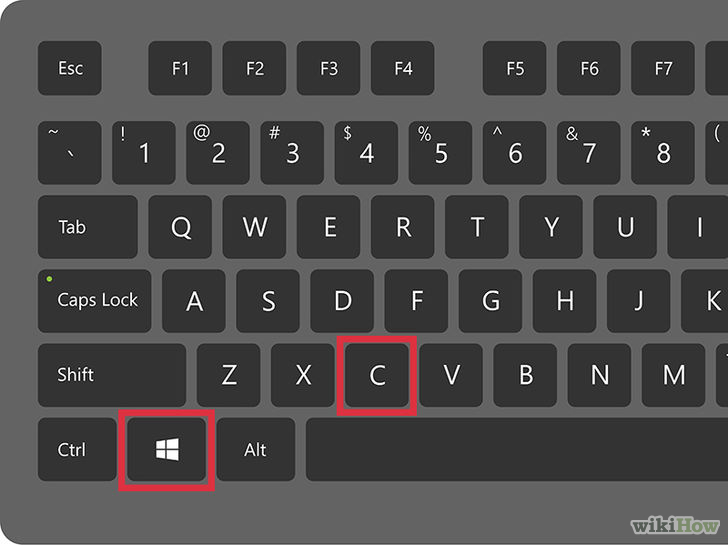 Esc F1 F2 F3 F4 F5 F6 F7
~ ! @ # $ % ^ & * (
` 1 2 3 4 5 6 7 8
Tab Q W E R T Y U I
Caps Lock A S D F G H J K
Shift Z X C V B N M
Ctrl Alt
wikiHow